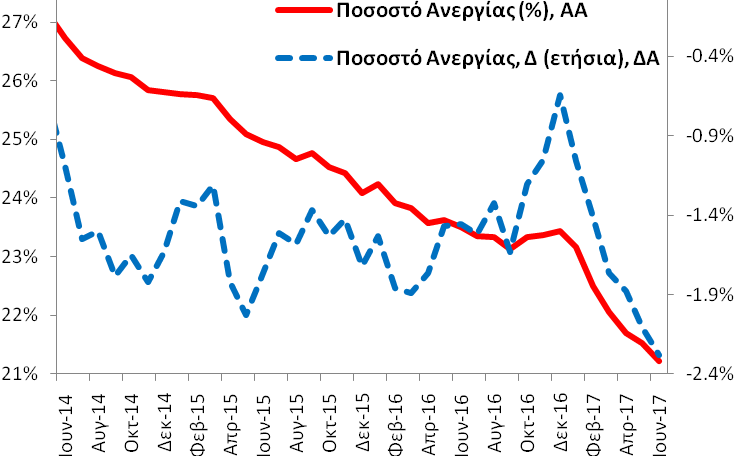 Ποσοστό Ανεργίας (%), ΑΑ
Ποσοστό Ανεργίας, Δ (ετήσια), ΔΑ
27%
26%
25%
24%
23%
22%
21%
-0.4%
-0.9%
-1.4%
-1.9%
-2.4%
Ιουν-14
Αυγ-14
Οκτ-14
Δεκ-14
Φεβ-15
Απρ-15
Ιουν-15
Αυγ-15
Οκτ-15
Δεκ-15
Φεβ-16
Απρ-16
Ιουν-16
Αυγ-16
Οκτ-16
Δεκ-16
Φεβ-17
Απρ-17
Ιουν-17